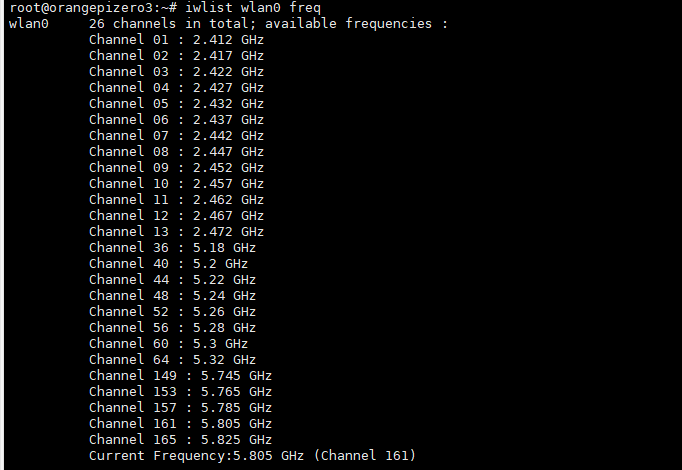 root@orangepizero3:~# iwlist wlan0 freq
wlan0     26 channels in total; available frequencies :
          Channel 01 : 2.412 GHz
          Channel 02 : 2.417 GHz
          Channel 03 : 2.422 GHz
          Channel 04 : 2.427 GHz
          Channel 05 : 2.432 GHz
          Channel 06 : 2.437 GHz
          Channel 07 : 2.442 GHz
          Channel 08 : 2.447 GHz
          Channel 09 : 2.452 GHz
          Channel 10 : 2.457 GHz
          Channel 11 : 2.462 GHz
          Channel 12 : 2.467 GHz
          Channel 13 : 2.472 GHz
          Channel 36 : 5.18 GHz
          Channel 40 : 5.2 GHz
          Channel 44 : 5.22 GHz
          Channel 48 : 5.24 GHz
          Channel 52 : 5.26 GHz
          Channel 56 : 5.28 GHz
          Channel 60 : 5.3 GHz
          Channel 64 : 5.32 GHz
          Channel 149 : 5.745 GHz
          Channel 153 : 5.765 GHz
          Channel 157 : 5.785 GHz
          Channel 161 : 5.805 GHz
          Channel 165 : 5.825 GHz
          Current Frequency:5.805 GHz (Channel 161)